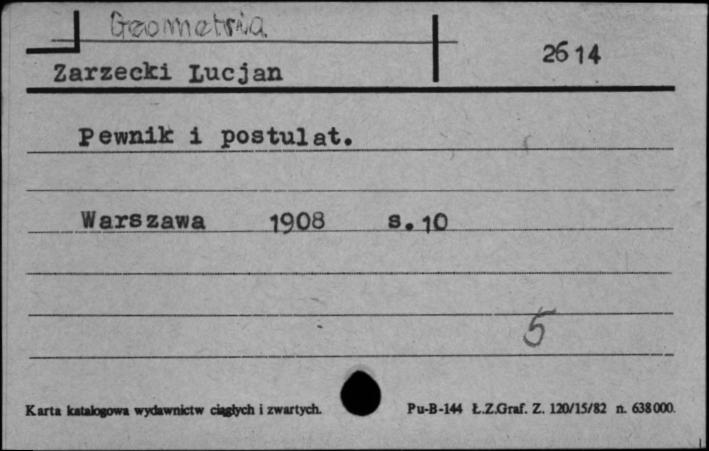 Geometria
2614
Zarzecki Lucjan
Pewnik i postulat.
Warszawa 1908 s. 10
5
Karta katalogowa wydawnictw ciągłych i zwartych. Pu-B-144 Ł.Z.Graf. Z. 120/15/82 n. 638000.